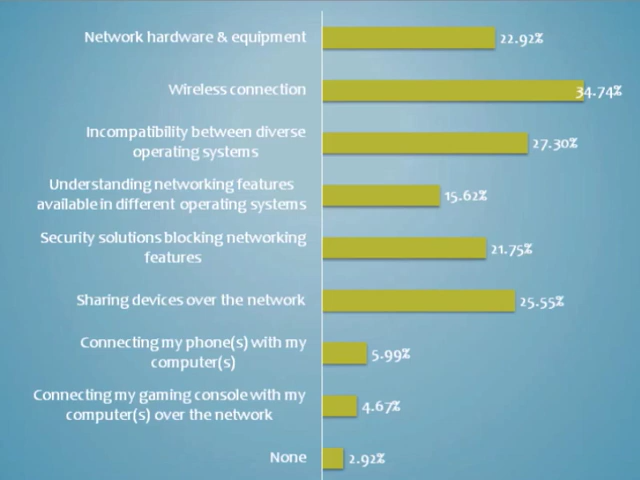 Network hardware & equipment
22.92%
Wireless connection
34.74%
Incompatibility between diverse
operating systems
27.30%
Understanding networking features
available in different operating systems
15.62%
Security solutions blocking networking
features
21.75%
Sharing devices over the network
25.55%
Connecting my phone(s) with my
computer(s)
5.99%
Connecting my gaming console with my
computer(s) over the network
4.67%
None
2.92%